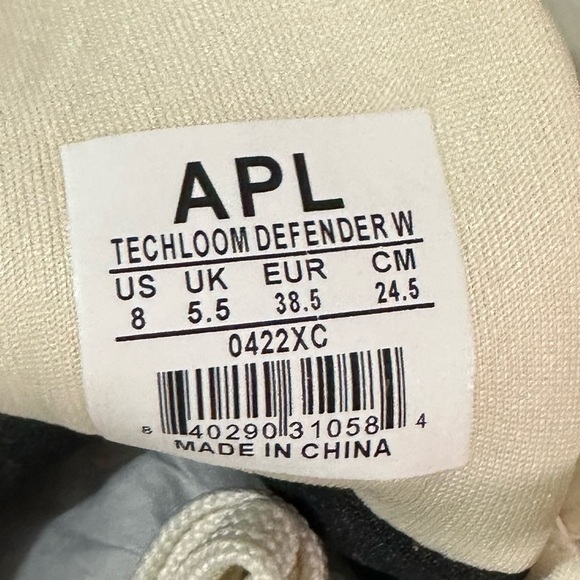 APL
TECHLOOM DEFENDER W
US UK EUR CM
8 5.5 38.5 24.5
0422XC
8 40290 31058 4
MADE IN CHINA